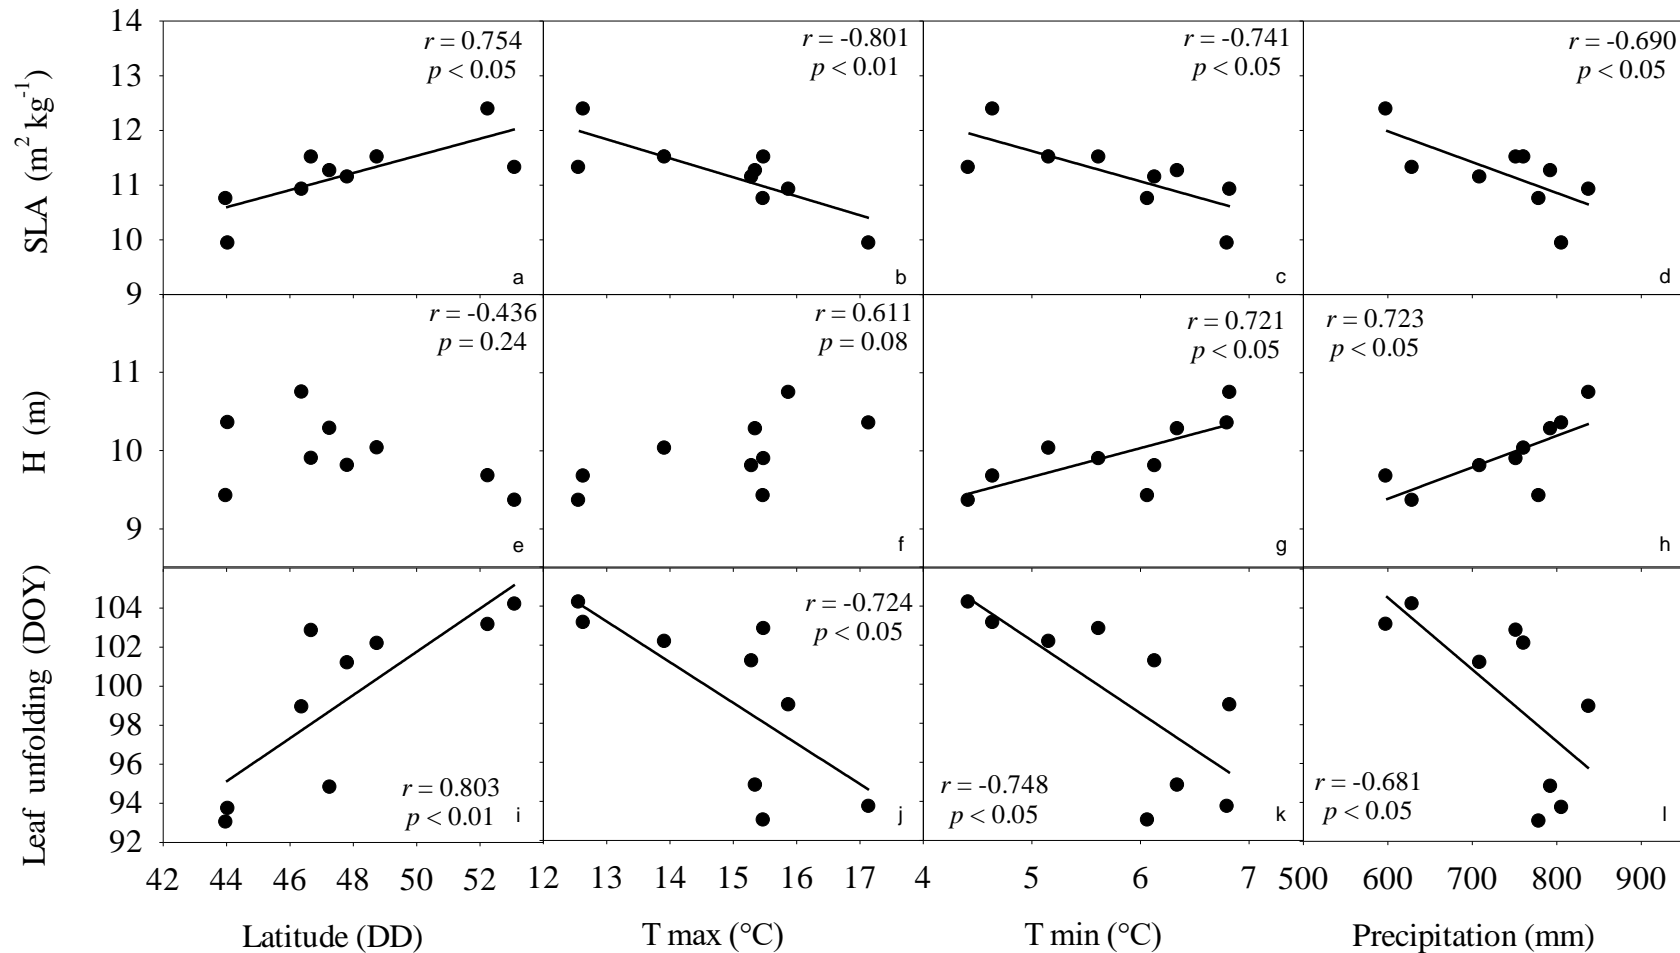 14
13
12
11
10
9
SLA (m² kg⁻¹)
r = 0.754
p < 0.05
a
r = -0.801
p < 0.01
b
r = -0.741
p < 0.05
c
r = -0.690
p < 0.05
d
11
10
9
H (m)
r = -0.436
p = 0.24
e
r = 0.611
p = 0.08
f
r = 0.721
p < 0.05
g
r = 0.723
p < 0.05
h
104
102
100
98
96
94
92
Leaf unfolding (DOY)
r = 0.803
p < 0.01
i
r = -0.724
p < 0.05
j
r = -0.748
p < 0.05
k
r = -0.681
p < 0.05
l
42 44 46 48 50 52
12 13 14 15 16 17
4 5 6 7
500 600 700 800 900
Latitude (DD)
T max (°C)
T min (°C)
Precipitation (mm)